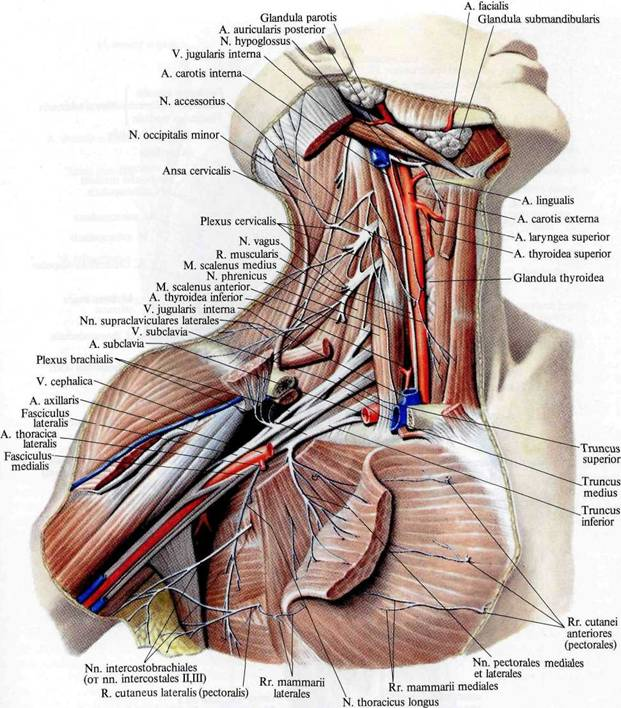 Glandula parotis
A. auricularis posterior
N. hypoglossus
V. jugularis interna
A. carotis interna
N. accessorius
N. occipitalis minor
Ansa cervicalis
Plexus cervicalis
N. vagus
R. muscularis
M. scalenus medius
N. phrenicus
M. scalenus anterior
A. thyroidea inferior
V. jugularis interna
Nn. supraclaviculares laterales
V. subclavia
A. subclavia
Plexus brachialis
V. cephalica
A. axillaris
Fasciculus
lateralis
A. thoracica
lateralis
Fasciculus
medialis
A. facialis
Glandula submandibularis
A. lingualis
A. carotis externa
A. laryngea superior
A. thyroidea superior
Glandula thyroidea
Truncus
superior
Truncus
medius
Truncus
inferior
Rr. cutanei
anteriores
(pectorales)
Nn. pectorales mediales
et laterales
Rr. mammarii mediales
N. thoracicus longus
Rr. mammarii
laterales
Nn. intercostobrachiales
(от nn. intercostales II,III)
R. cutaneus lateralis (pectoralis)